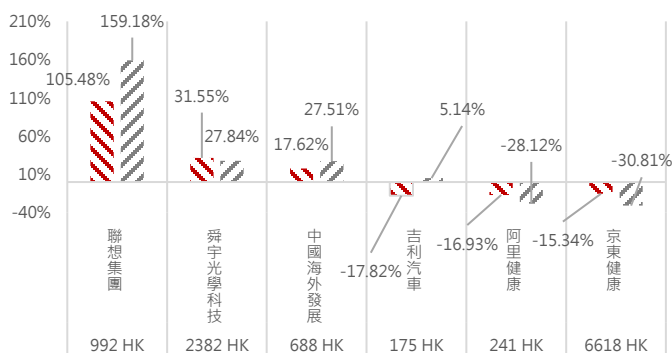 210%
160%
110%
60%
10%
-40%
105.48%
159.18%
31.55%
27.84%
17.62%
27.51%
-17.82%
5.14%
-16.93%
-28.12%
-15.34%
-30.81%
聯想集團
舜宇光學科技
中國海外發展
吉利汽車
阿里健康
京東健康
992 HK
2382 HK
688 HK
175 HK
241 HK
6618 HK